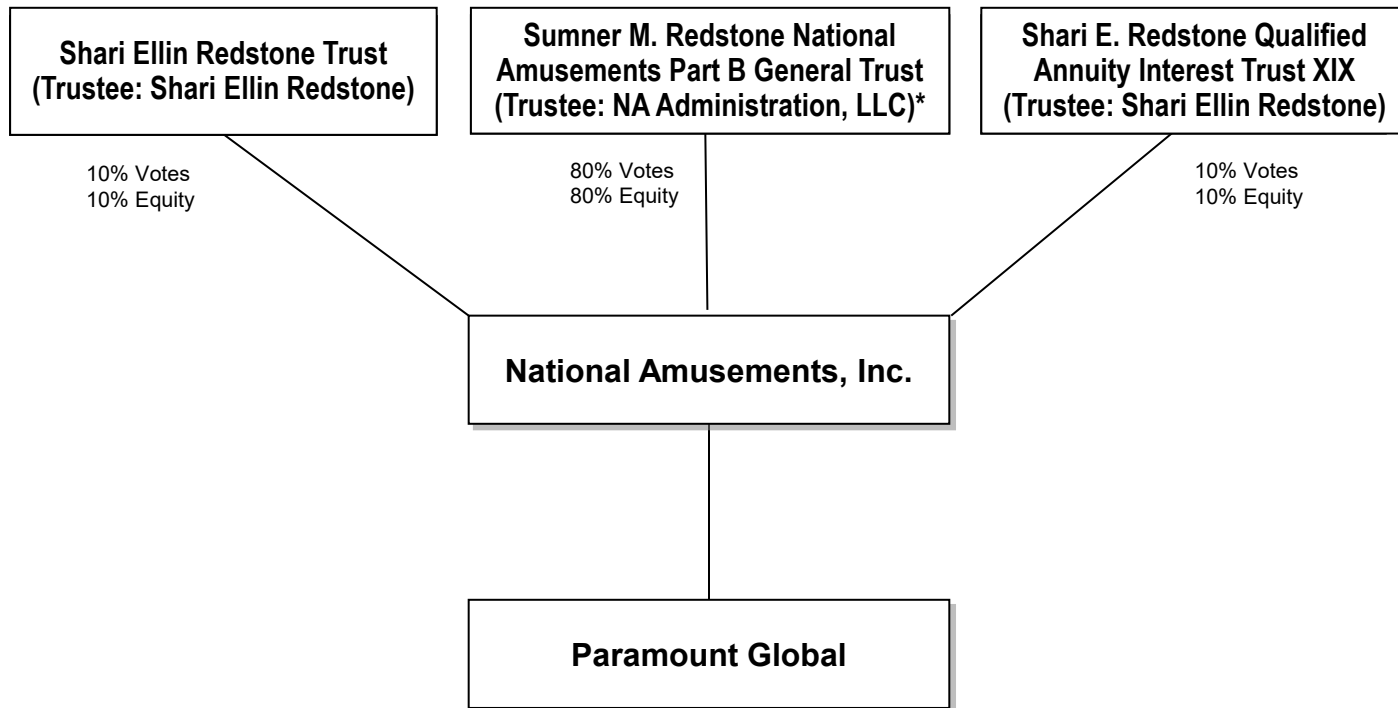 Shari Ellin Redstone Trust
(Trustee: Shari Ellin Redstone)
Sumner M. Redstone National
Amusements Part B General Trust
(Trustee: NA Administration, LLC)*
Shari E. Redstone Qualified
Annuity Interest Trust XIX
(Trustee: Shari Ellin Redstone)
10% Votes
10% Equity
80% Votes
80% Equity
10% Votes
10% Equity
National Amusements, Inc.
Paramount Global